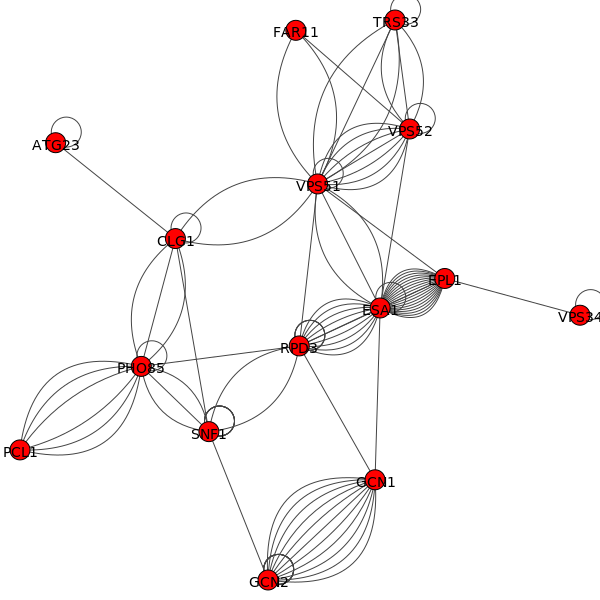 TRS33
FAR11
VPS52
ATG23
VPS51
CLG1
EPL1
ESA1
VPS34
RPD3
PHO85
SNF1
PCL1
GCN1
GCN2